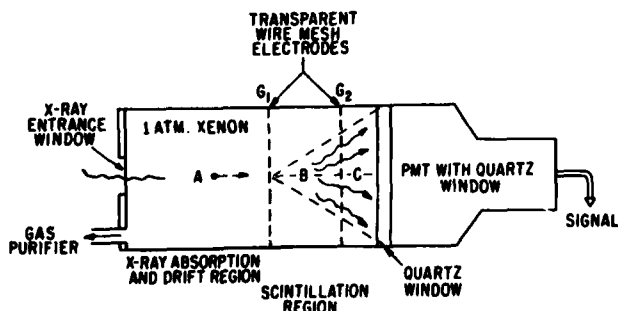 TRANSPARENT
WIRE MESH
ELECTRODES
G1
G2
X-RAY
ENTRANCE
WINDOW
1 ATM. XENON
A
B
C
PMT WITH QUARTZ
WINDOW
SIGNAL
GAS
PURIFIER
X-RAY ABSORPTION
AND DRIFT REGION
QUARTZ
WINDOW
SCINTILLATION
REGION